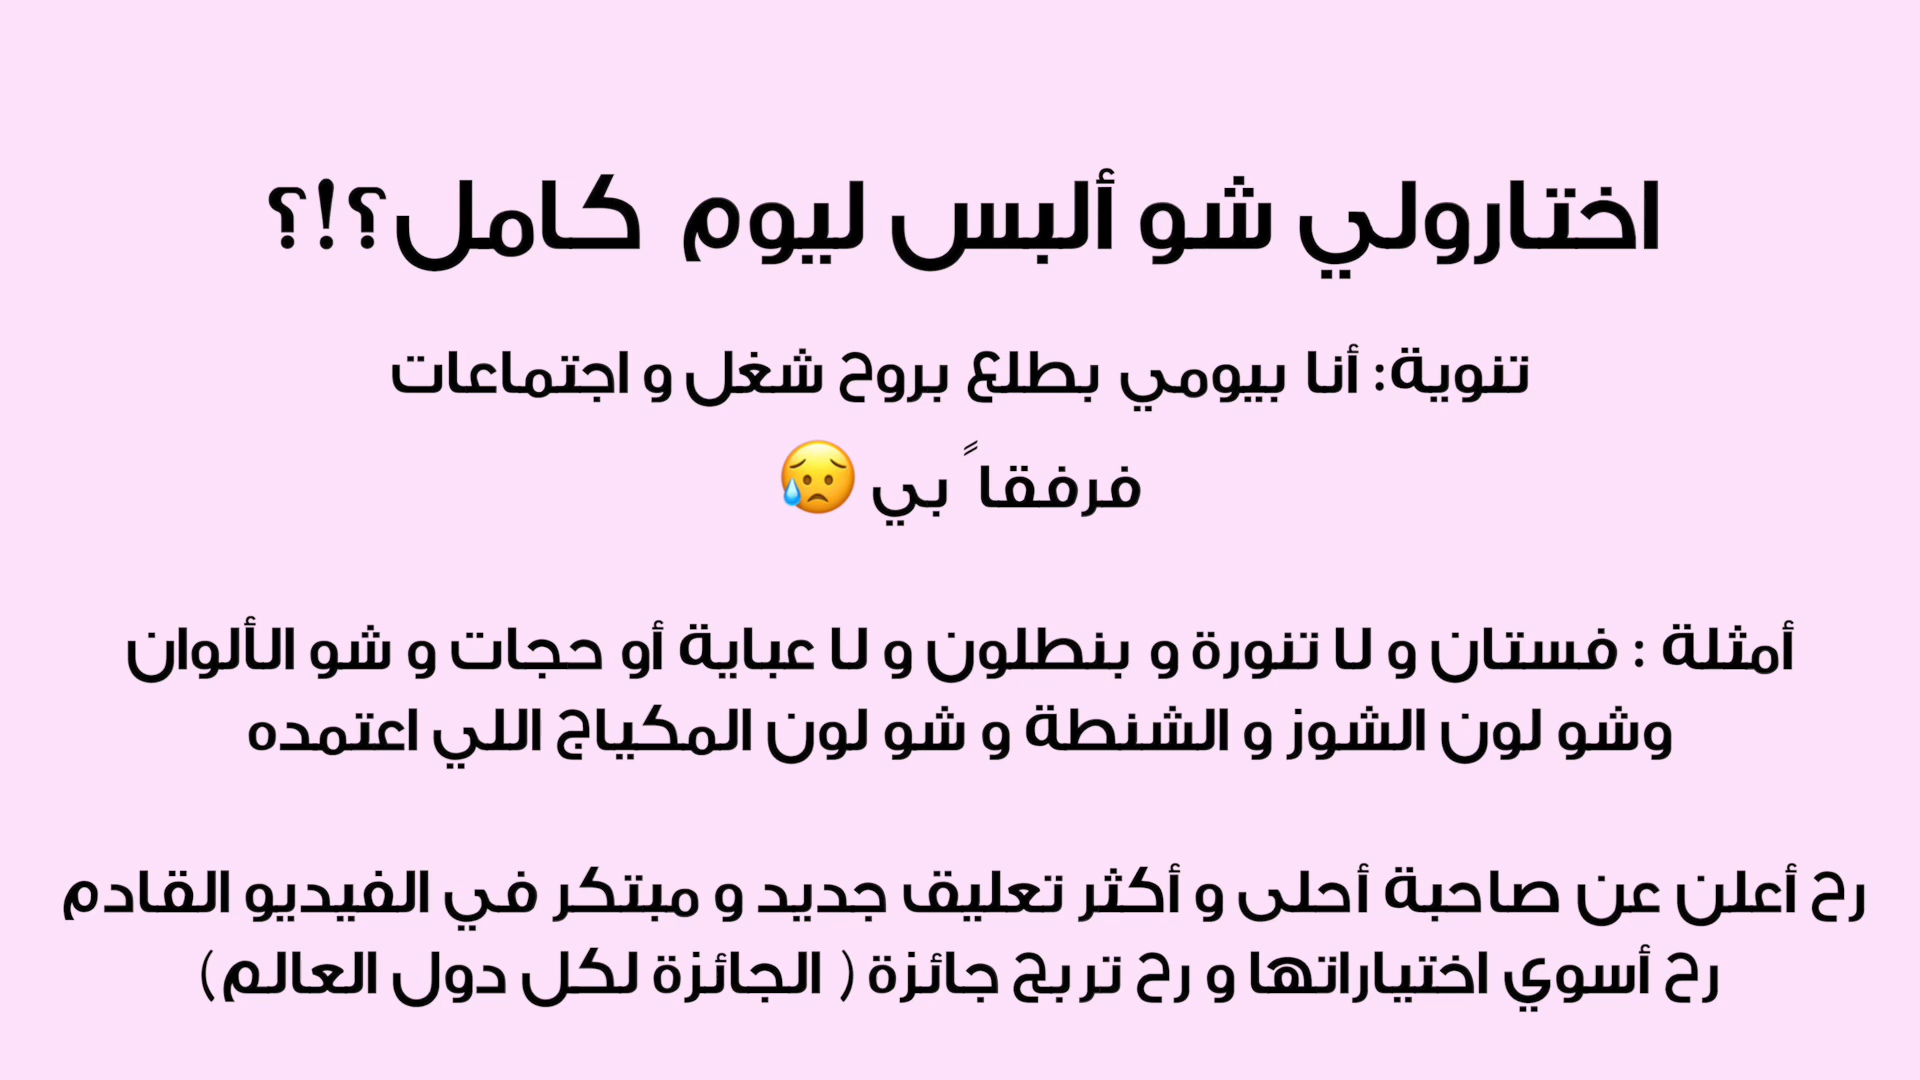 اختارولي شو ألبس ليوم كامل؟!؟
تنوية: أنا بيومي بطلع بروح شغل و اجتماعات
فرفقاً بي 😥
أمثلة : فستان و لا تنورة و بنطلون و لا عباية أو حجات و شو الألوان
وشو لون الشوز و الشنطة و شو لون المكياج اللي اعتمده
رح أعلن عن صاحبة أحلى و أكثر تعليق جديد و مبتكر في الفيديو القادم
رح أسوي اختياراتها و رح تربح جائزة ( الجائزة لكل دول العالم)